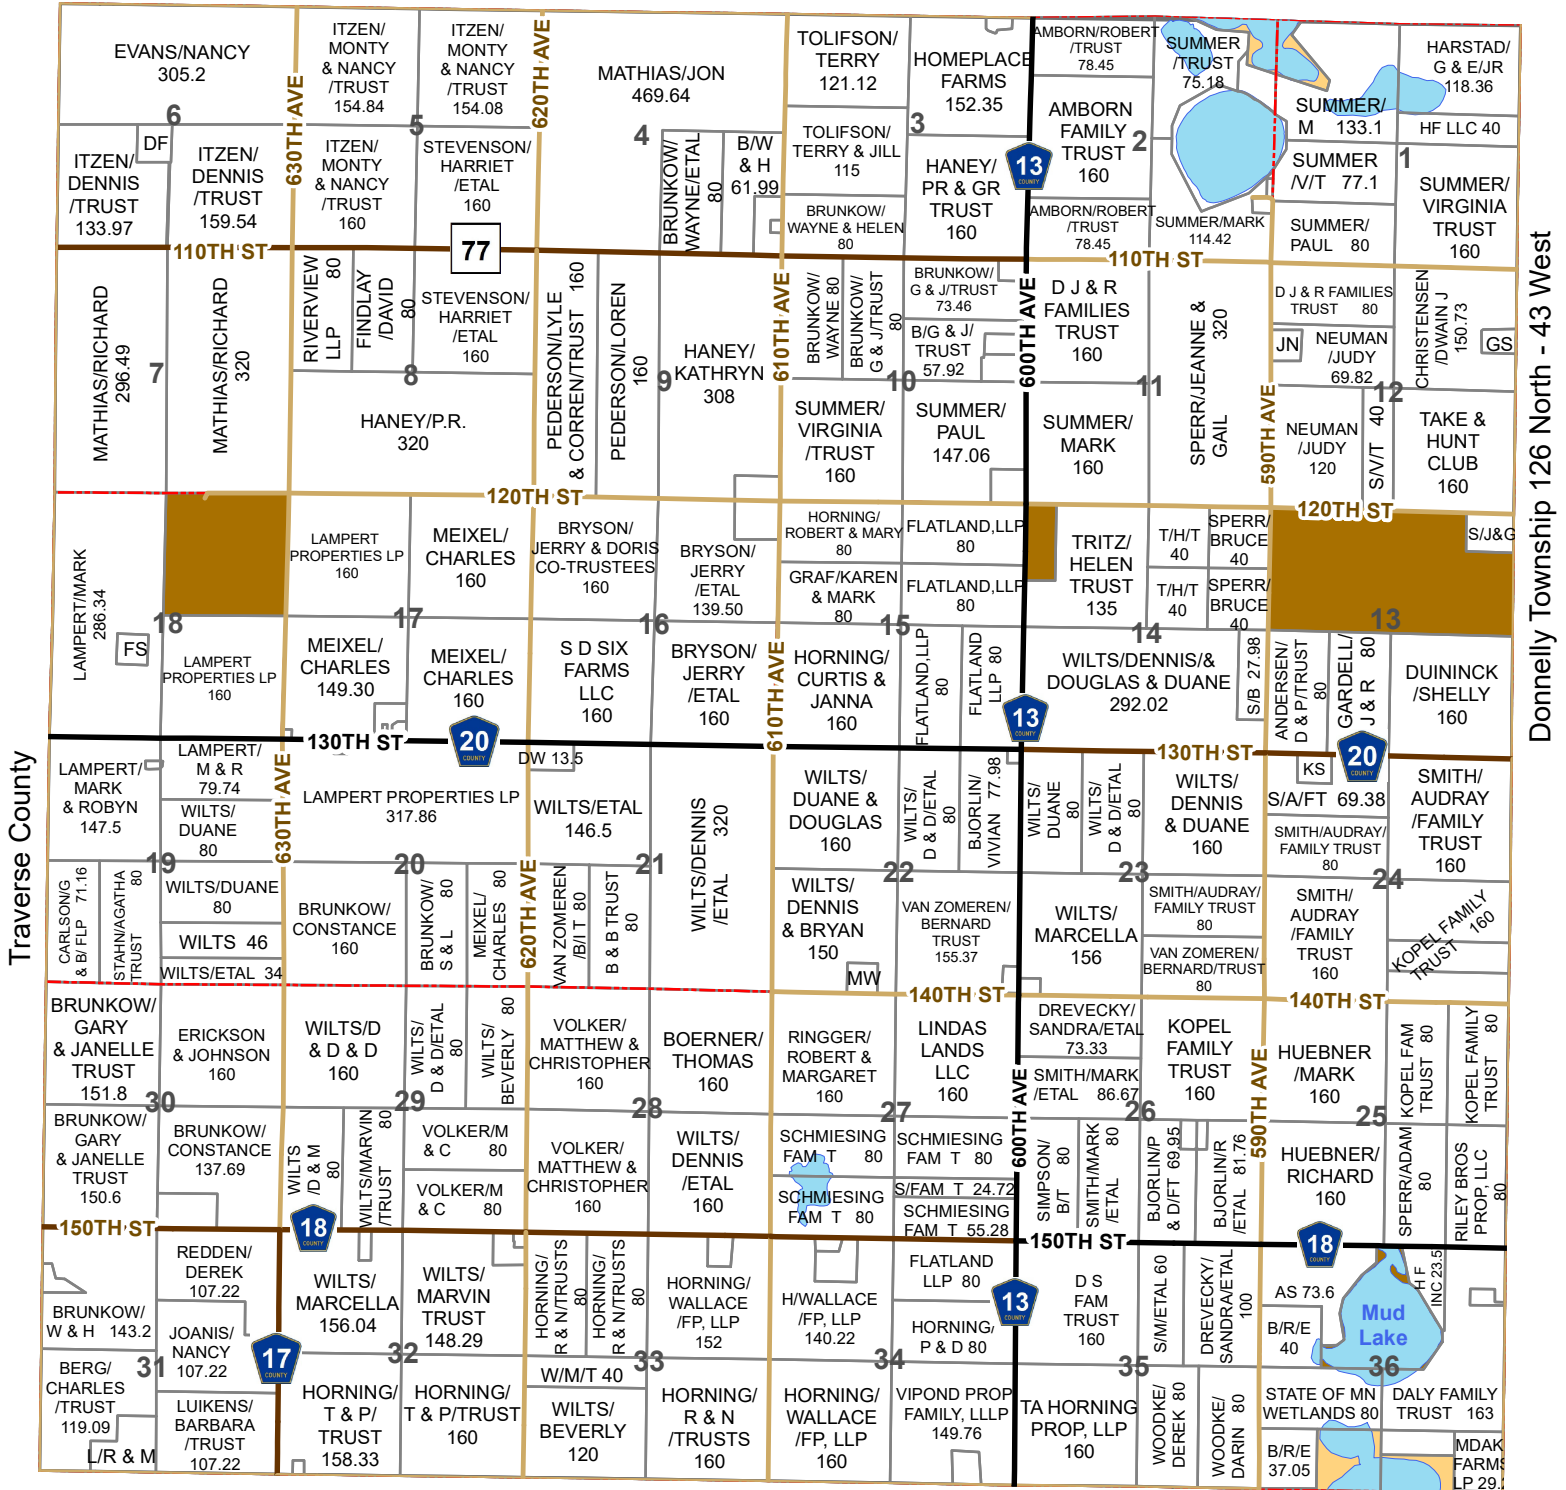 EVANS/NANCY
305.2
ITZEN/
MONTY
& NANCY
/TRUST
154.84
ITZEN/
MONTY
& NANCY
/TRUST
154.08
MATHIAS/JON
469.64
TOLIFSON/
TERRY
121.12
HOMEPLACE
FARMS
152.35
AMBORN/ROBERT
/TRUST
78.45
SUMMER
/TRUST
75.18
HARSTAD/
G & E/JR
118.36
630TH AVE
620TH AVE
6
5
4
3
2
1
DF
ITZEN/
DENNIS
/TRUST
133.97
ITZEN/
DENNIS
/TRUST
159.54
ITZEN/
MONTY
& NANCY
/TRUST
160
STEVENSON/
HARRIET
/ETAL
160
BRUNKOW/
WAYNE/ETAL
80
B/W
& H
61.99
TOLIFSON/
TERRY & JILL
115
BRUNKOW/
WAYNE & HELEN
80
HANEY/
PR & GR
TRUST
160
13
COUNTY
AMBORN
FAMILY
TRUST
160
AMBORN/ROBERT
/TRUST
78.45
SUMMER/MARK
114.42
SUMMER/
M 133.1
HF LLC 40
SUMMER
/V/T 77.1
SUMMER/
PAUL 80
SUMMER/
VIRGINIA
TRUST
160
110TH ST
77
110TH ST
MATHIAS/RICHARD
296.49
7
MATHIAS/RICHARD
320
RIVERVIEW
LLP 80
FINDLAY
/DAVID
80
STEVENSON/
HARRIET
/ETAL
160
8
HANEY/P.R.
320
PEDERSON/LYLE
& CORREN/TRUST 160
PEDERSON/LOREN
160
9
HANEY/
KATHRYN
308
610TH AVE
BRUNKOW/
WAYNE 80
BRUNKOW/
G & J/TRUST
80
BRUNKOW/
G & J/TRUST
73.46
B/G & J/
TRUST
57.92
10
SUMMER/
VIRGINIA
/TRUST
160
SUMMER/
PAUL
147.06
600TH AVE
D J & R
FAMILIES
TRUST
160
11
SUMMER/
MARK
160
SPERR/JEANNE &
GAIL
320
590TH AVE
D J & R FAMILIES
TRUST 80
JN
NEUMAN
/JUDY
69.82
CHRISTENSEN
/DWAIN J
150.73
GS
12
NEUMAN
/JUDY
120
S/V/T 40
TAKE &
HUNT
CLUB
160
120TH ST
120TH ST
LAMPERT/MARK
286.34
18
FS
LAMPERT
PROPERTIES LP
160
LAMPERT
PROPERTIES LP
160
MEIXEL/
CHARLES
160
17
MEIXEL/
CHARLES
149.30
MEIXEL/
CHARLES
160
BRYSON/
JERRY & DORIS
CO-TRUSTEES
160
BRYSON/
JERRY
/ETAL
139.50
16
S D SIX
FARMS
LLC
160
BRYSON/
JERRY
/ETAL
160
610TH AVE
HORNING/
ROBERT & MARY
80
GRAF/KAREN
& MARK
80
FLATLAND,LLP
80
FLATLAND,LLP
80
15
HORNING/
CURTIS &
JANNA
160
FLATLAND,LLP
80
FLATLAND
LLP 80
TRITZ/
HELEN
TRUST
135
T/H/T
40
SPERR/
BRUCE
40
T/H/T
40
SPERR/
BRUCE
40
14
WILTS/DENNIS/&
DOUGLAS & DUANE
292.02
S/B 27.98
S/J&G
13
ANDERSEN/
D & P/TRUST
80
GARDELL/
J & R 80
DUININCK
/SHELLY
160
13
COUNTY
130TH ST
20
COUNTY
130TH ST
20
COUNTY
LAMPERT/
MARK
& ROBYN
147.5
LAMPERT/
M & R
79.74
WILTS/
DUANE
80
19
630TH AVE
LAMPERT PROPERTIES LP
317.86
20
DW 13.5
WILTS/ETAL
146.5
21
WILTS/DENNIS
/ETAL
320
WILTS/
DUANE &
DOUGLAS
160
WILTS/
D & D/ETAL
80
BJORLIN/
VIVIAN 77.98
22
WILTS/
DUANE
80
WILTS/
D & D/ETAL
80
23
WILTS/
DENNIS
& DUANE
160
KS
S/A/FT 69.38
SMITH/AUDRAY/
FAMILY TRUST
80
SMITH/
AUDRAY
/FAMILY
TRUST
160
24
CARLSON/G
& B/ FLP 71.16
STAHN/AGATHA
TRUST 80
WILTS/DUANE
80
WILTS 46
WILTS/ETAL 34
BRUNKOW/
CONSTANCE
160
BRUNKOW/
S & L 80
MEIXEL/
CHARLES 80
620TH AVE
VAN ZOMEREN
/B/I T 80
B & B TRUST
80
WILTS/
DENNIS
& BRYAN
150
MW
VAN ZOMEREN/
BERNARD
TRUST
155.37
WILTS/
MARCELLA
156
SMITH/AUDRAY/
FAMILY TRUST
80
VAN ZOMEREN/
BERNARD/TRUST
80
SMITH/
AUDRAY
/FAMILY
TRUST
160
KOPEL FAMILY
TRUST 160
140TH ST
140TH ST
BRUNKOW/
GARY
& JANELLE
TRUST
151.8
30
ERICKSON
& JOHNSON
160
WILTS/D
& D & D
160
WILTS/
D & D/ETAL
80
WILTS/
BEVERLY 80
29
VOLKER/
MATTHEW &
CHRISTOPHER
160
BOERNER/
THOMAS
160
28
RINGGER/
ROBERT &
MARGARET
160
LINDAS
LANDS
LLC
160
27
600TH AVE
DREVECKY/
SANDRA/ETAL
73.33
SMITH/MARK
/ETAL 86.67
26
KOPEL
FAMILY
TRUST
160
590TH AVE
HUEBNER
/MARK
160
25
KOPEL FAM
TRUST 80
KOPEL FAMILY
TRUST 80
BRUNKOW/
GARY
& JANELLE
TRUST
150.6
BRUNKOW/
CONSTANCE
137.69
WILTS
/D & M
80
WILTS/MARVIN
/TRUST 80
VOLKER/M
& C 80
VOLKER/M
& C 80
VOLKER/
MATTHEW &
CHRISTOPHER
160
WILTS/
DENNIS
/ETAL
160
SCHMIESING
FAM T 80
SCHMIESING
FAM T 80
SCHMIESING
FAM T 80
S/FAM T 24.72
SCHMIESING
FAM T 55.28
SIMPSON/
B/T 80
SMITH/MARK
/ETAL 80
BJORLIN/P
& D/FT 69.95
BJORLIN/R
/ETAL 81.76
HUEBNER/
RICHARD
160
SPERR/ADAM
80
RILEY BROS
PROP, LLC
80
150TH ST
18
COUNTY
150TH ST
18
COUNTY
BRUNKOW/
W & H 143.2
REDDEN/
DEREK
107.22
JOANIS/
NANCY
107.22
31
BERG/
CHARLES
/TRUST
119.09
L/R & M
LUIKENS/
BARBARA
/TRUST
107.22
17
COUNTY
WILTS/
MARCELLA
156.04
WILTS/
MARVIN
TRUST
148.29
32
HORNING/
T & P/
TRUST
158.33
HORNING/
T & P/TRUST
160
HORNING/
R & N/TRUSTS
80
HORNING/
R & N/TRUSTS
80
W/M/T 40
33
WILTS/
BEVERLY
120
HORNING/
WALLACE
/FP, LLP
152
HORNING/
R & N
/TRUSTS
160
H/WALLACE
/FP, LLP
140.22
HORNING/
WALLACE
/FP, LLP
160
34
FLATLAND
LLP 80
HORNING/
P & D 80
VIPOND PROP
FAMILY, LLLP
149.76
13
COUNTY
D S
FAM
TRUST
160
S/M/ETAL 60
DREVECKY/
SANDRA/ETAL
100
35
TA HORNING
PROP, LLP
160
WOODKE/
DEREK 80
WOODKE/
DARIN 80
AS 73.6
B/R/E
40
Mud
Lake
H F
INC 23.5
36
STATE OF MN
WETLANDS 80
DALY FAMILY
TRUST 163
B/R/E
37.05
MDAK
FARMS
Traverse County
Donnelly Township 126 North - 43 West